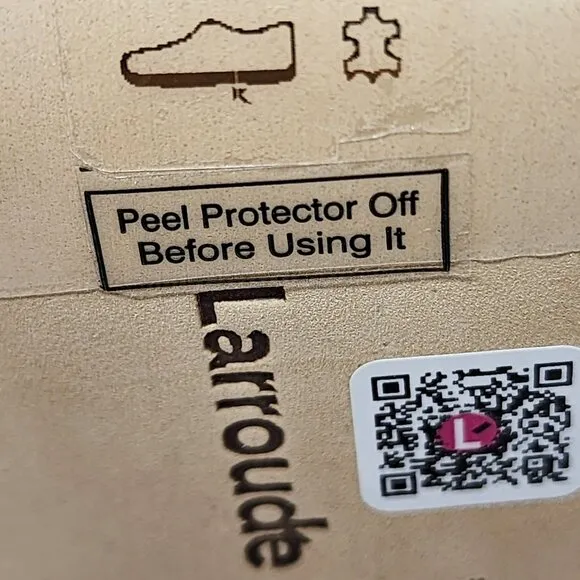 Peel Protector Off
Before Using It
Larroude
L